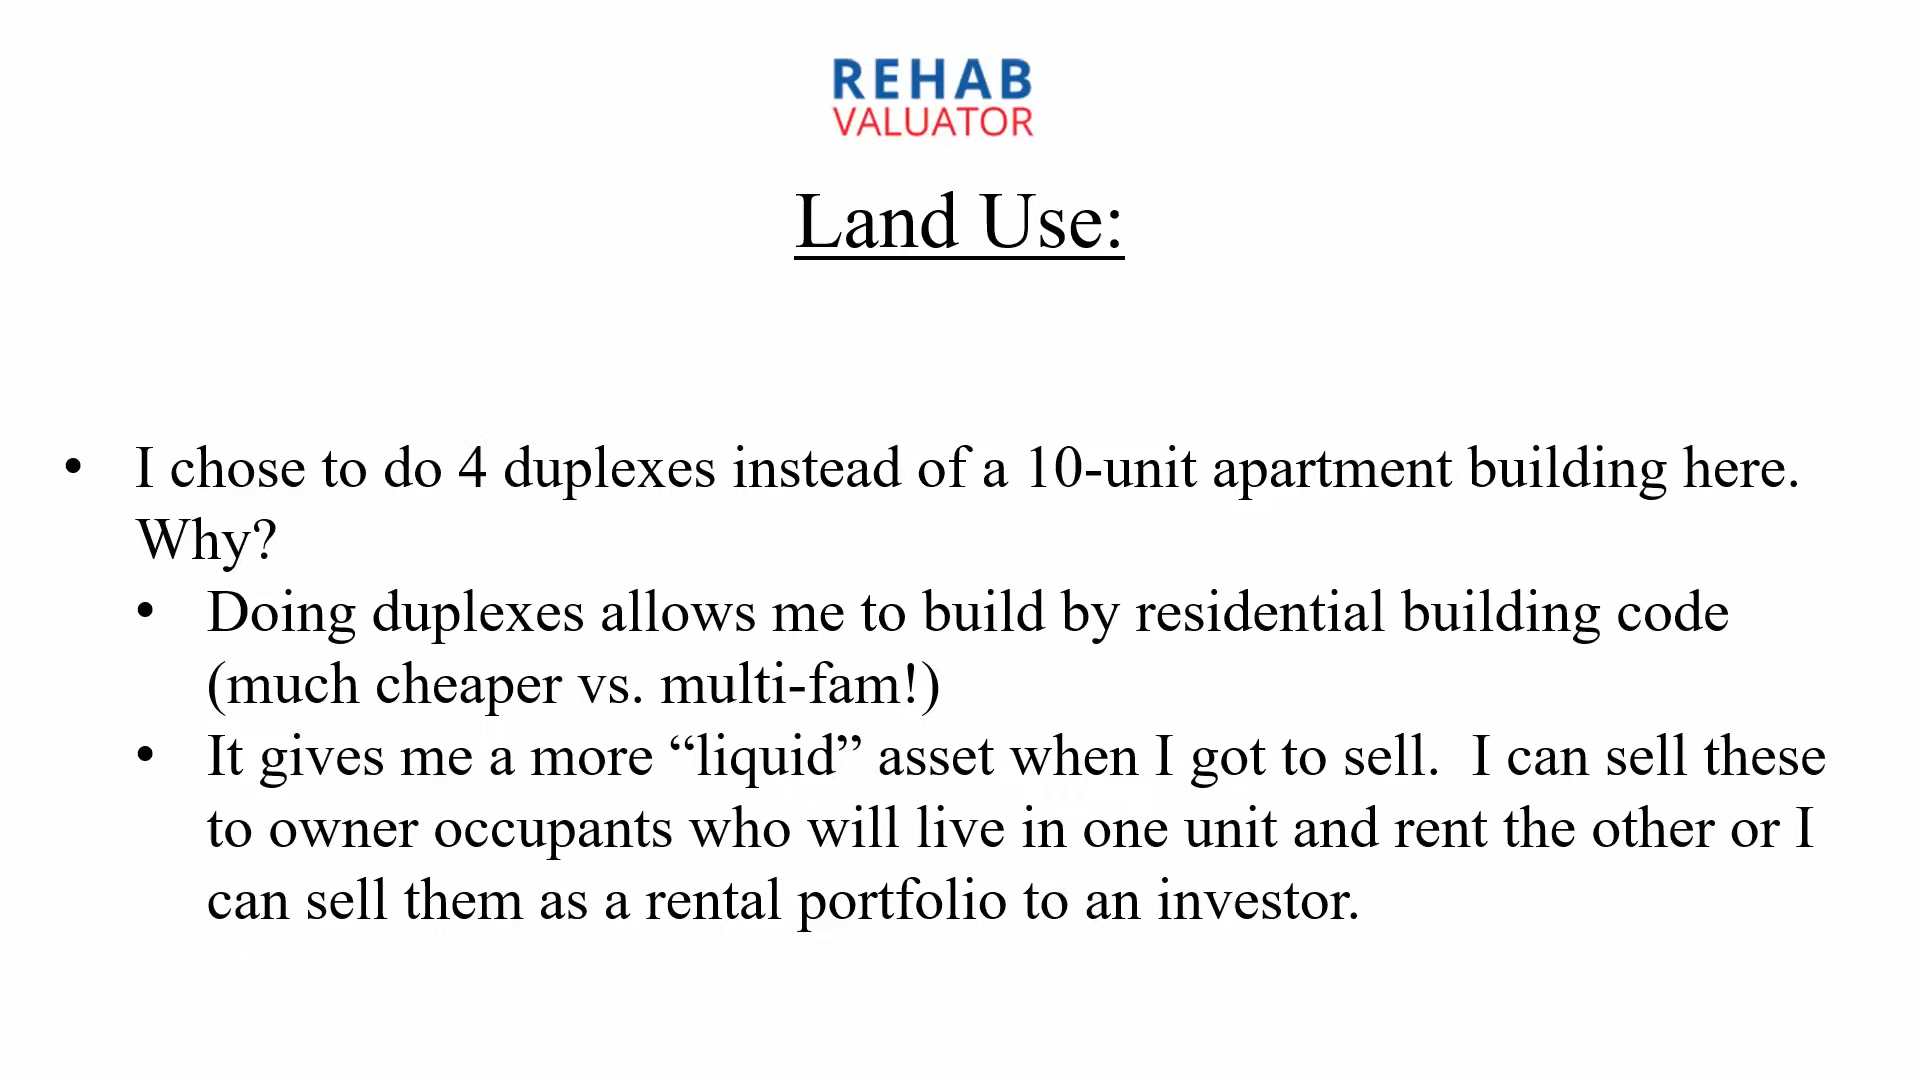 REHAB
VALUATOR
Land Use:
• I chose to do 4 duplexes instead of a 10-unit apartment building here.
Why?
• Doing duplexes allows me to build by residential building code
(much cheaper vs. multi-fam!)
• It gives me a more “liquid” asset when I got to sell.  I can sell these
to owner occupants who will live in one unit and rent the other or I
can sell them as a rental portfolio to an investor.